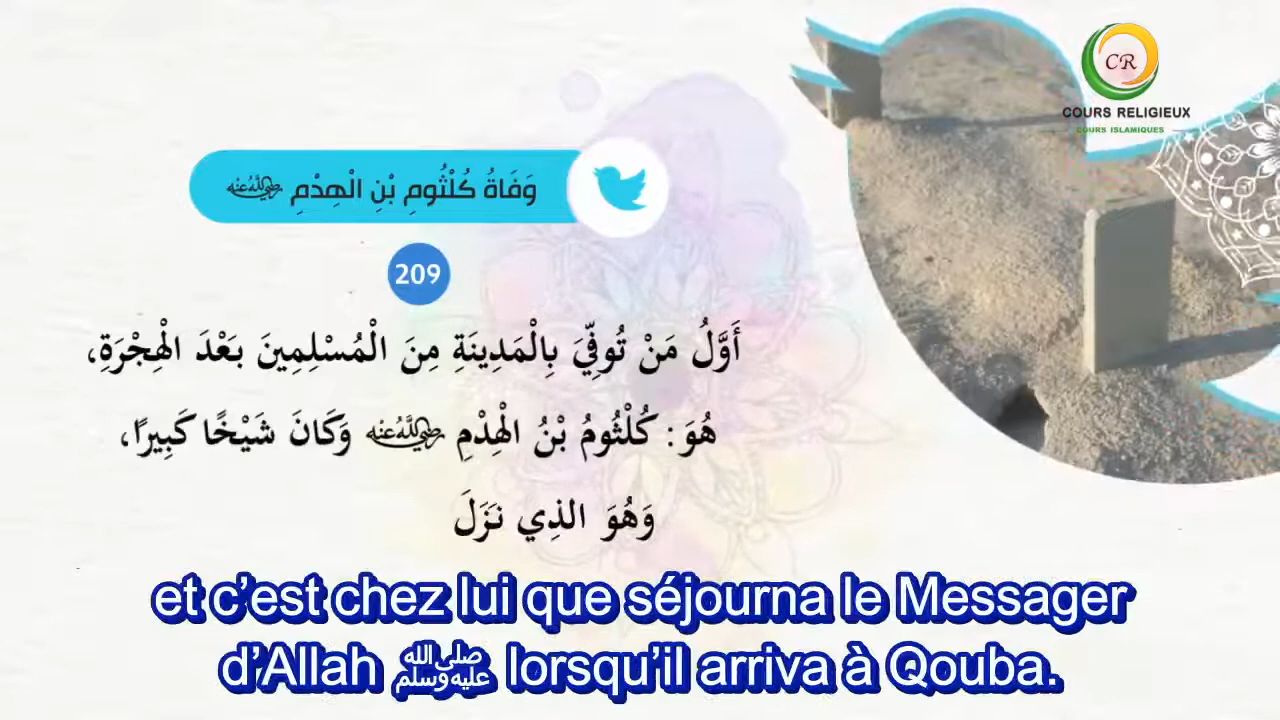 CR
COURS RELIGIEUX
COURS ISLAMIQUES
وَفَاةُ كُلْثُومِ بْنِ الْهِدْمِ رضي الله عنه
209
أَوَّلُ مَنْ تُوفِّيَ بِالْمَدِينَةِ مِنَ الْمُسْلِمِينَ بَعْدَ الْهِجْرَةِ،
هُوَ: كُلْثُومُ بْنُ الْهِدْمِ رضي الله عنه وَكَانَ شَيْخًا كَبِيرًا،
وَهُوَ الذِي نَزَلَ
et c’est chez lui que séjourna le Messager
d’Allah ﷺ lorsqu’il arriva à Qouba.